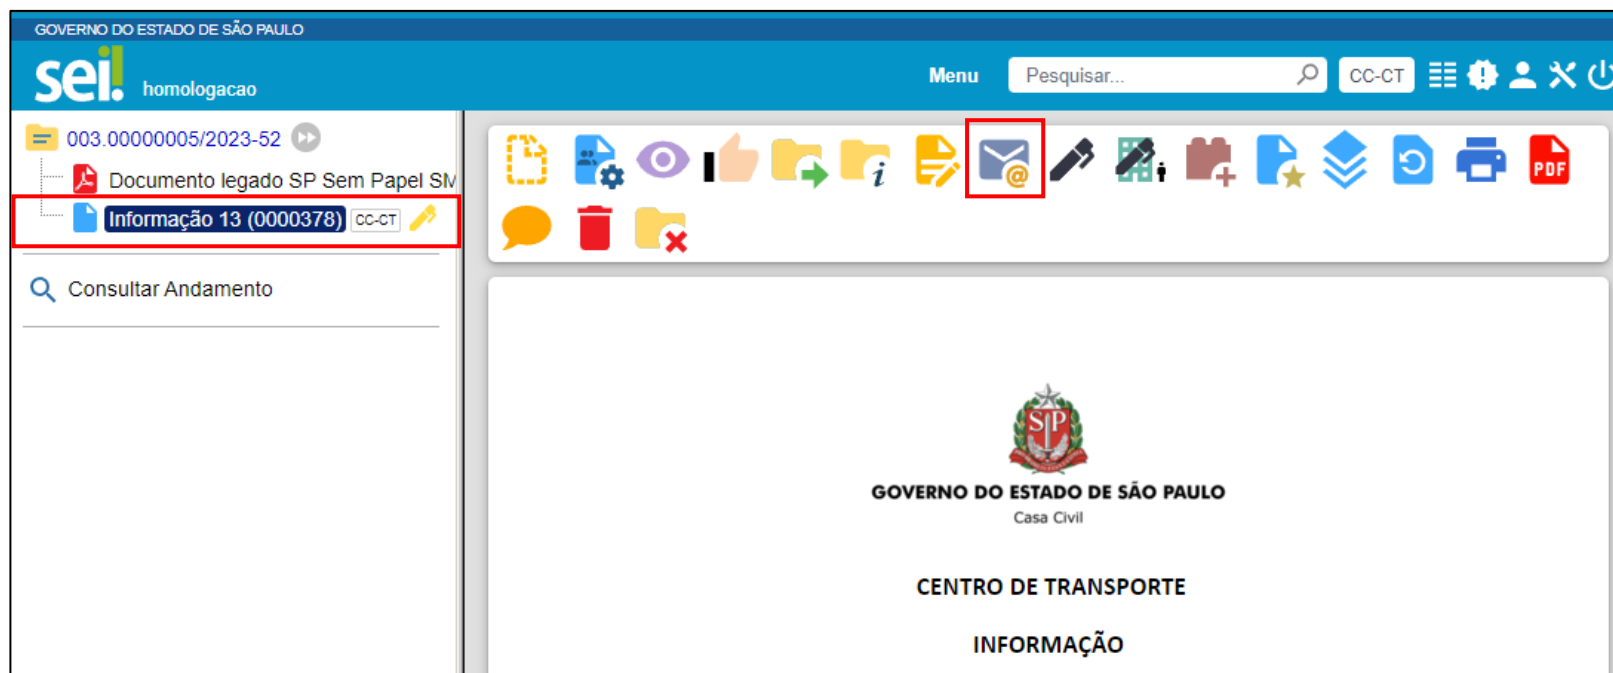 GOVERNO DO ESTADO DE SÃO PAULO
sei!
homologacao
Menu
Pesquisar...
CC-CT
003.00000005/2023-52
Documento legado SP Sem Papel SM
Informação 13 (0000378)
CC-CT
Consultar Andamento
PDF
SP
GOVERNO DO ESTADO DE SÃO PAULO
Casa Civil
CENTRO DE TRANSPORTE
INFORMAÇÃO